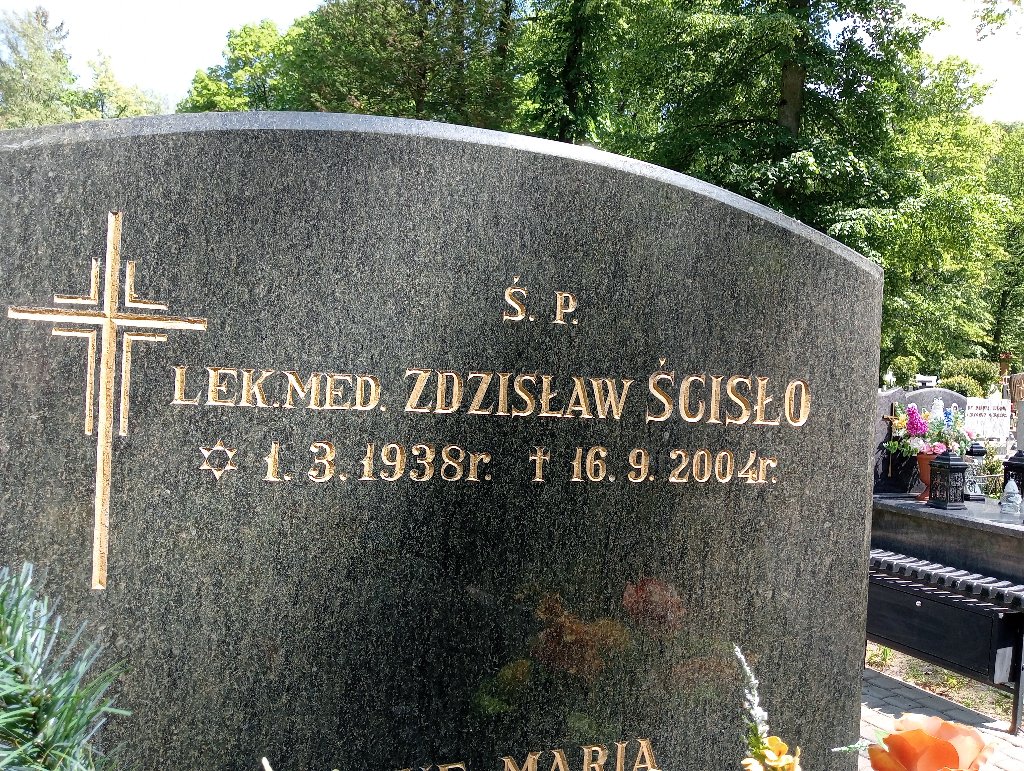 Ś. P.
LEK.MED. ZDZISŁAW ŚCISŁO
✡ 1. 3. 1938r. ✝ 16. 9. 2004r.
MARIA